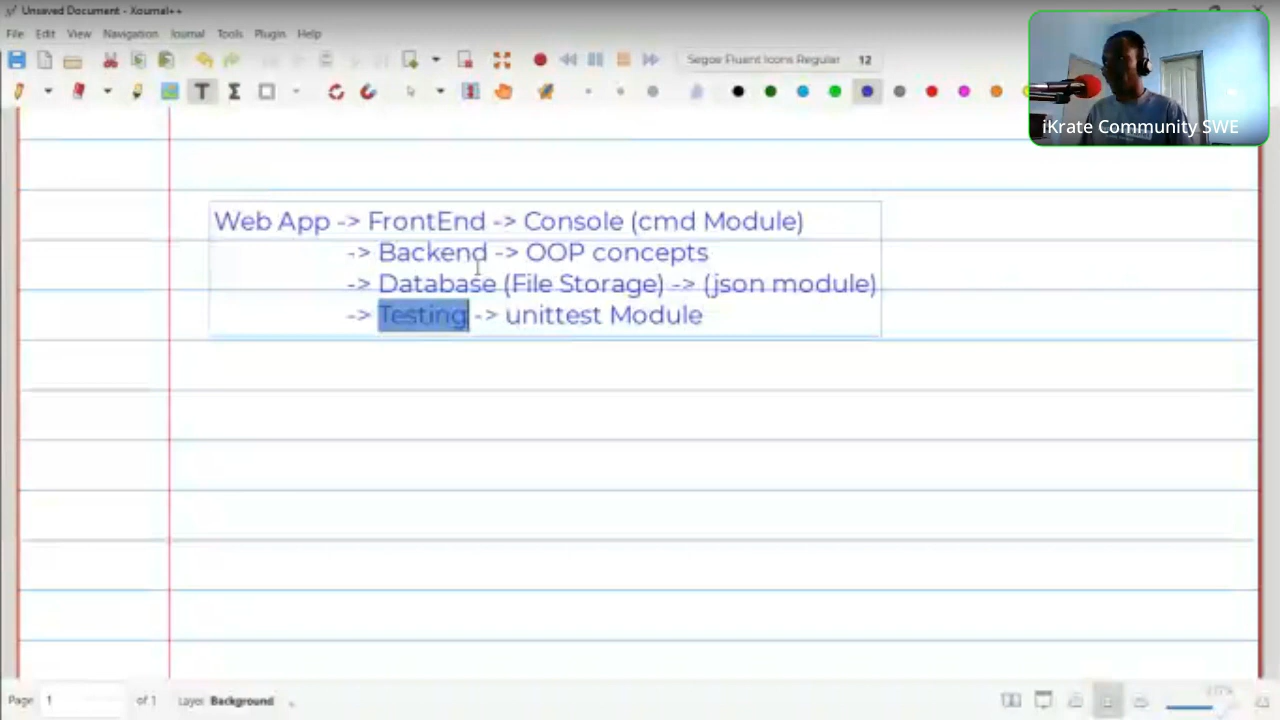 Unsaved Document - Xournal++
File Edit View Navigation Journal Tools Plugin Help
Segoe Fluent Icons Regular 12
iKrate Community SWE
Web App -> FrontEnd -> Console (cmd Module)
-> Backend -> OOP concepts
-> Database (File Storage) -> (json module)
-> Testing -> unittest Module
Page 1 of 1 Layer Background